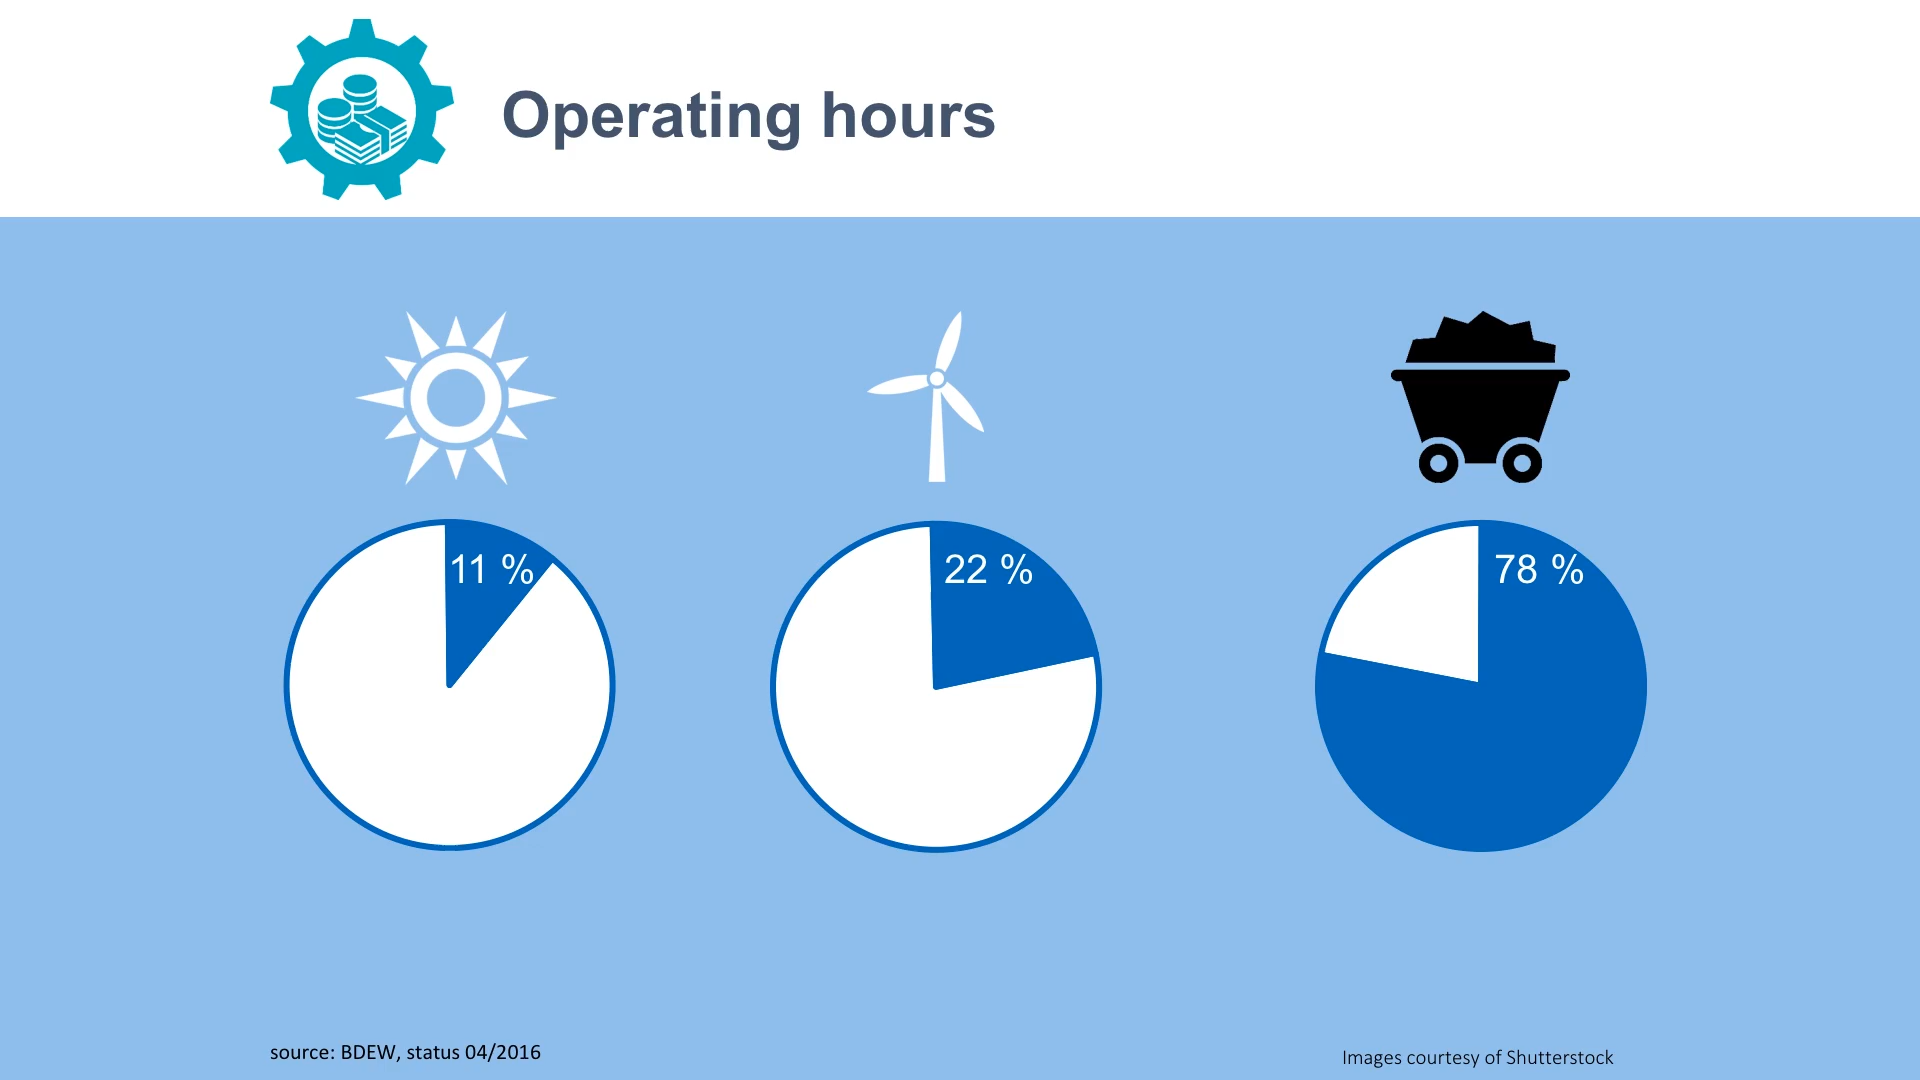 Operating hours
11 %
22 %
78 %
source: BDEW, status 04/2016
Images courtesy of Shutterstock